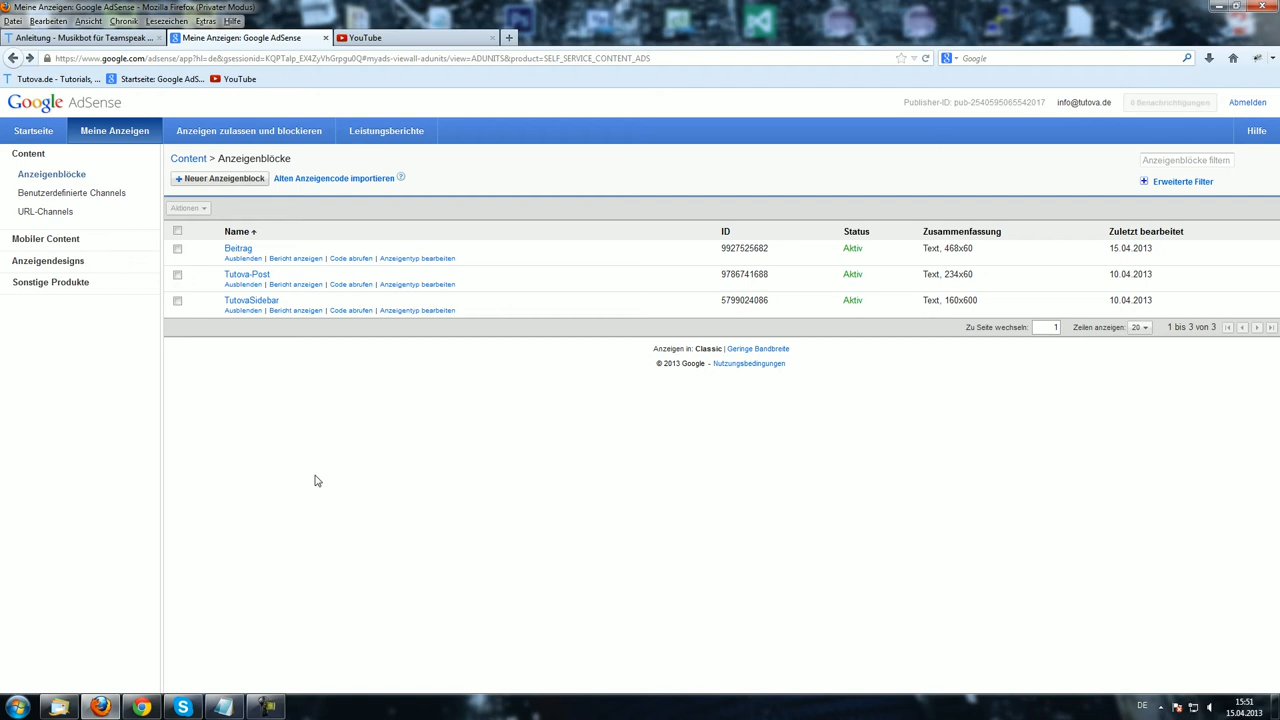 Meine Anzeigen: Google AdSense - Mozilla Firefox (Privater Modus)
Datei Bearbeiten Ansicht Chronik Lesezeichen Extras Hilfe
Anleitung - Musikbot für Teamspeak ... × Meine Anzeigen: Google AdSense × YouTube × +
https://www.google.com/adsense/app?hl=de&gsessionid=KQPTalp_EX4ZyVhGrpgu0Q#myads-viewall-adunits/view=ADUNITS&product=SELF_SERVICE_CONTENT_ADS
Google
Tutova.de - Tutorials, ... Startseite: Google AdS... YouTube
Google AdSense
Publisher-ID: pub-2540595065542017 info@tutova.de 6 Benachrichtigungen Abmelden
Startseite Meine Anzeigen Anzeigen zulassen und blockieren Leistungsberichte Hilfe
Content
Anzeigenblöcke
Benutzerdefinierte Channels
URL-Channels
Mobiler Content
Anzeigendesigns
Sonstige Produkte
Content > Anzeigenblöcke
Anzeigenblöcke filtern
+ Neuer Anzeigenblock Alten Anzeigencode importieren ?
Erweiterte Filter
Aktionen
Name ID Status Zusammenfassung Zuletzt bearbeitet
Beitrag 9927525682 Aktiv Text, 468x60 15.04.2013
Ausblenden | Bericht anzeigen | Code abrufen | Anzeigentyp bearbeiten
Tutova-Post 9786741688 Aktiv Text, 234x60 10.04.2013
Ausblenden | Bericht anzeigen | Code abrufen | Anzeigentyp bearbeiten
TutovaSidebar 5799024086 Aktiv Text, 160x600 10.04.2013
Ausblenden | Bericht anzeigen | Code abrufen | Anzeigentyp bearbeiten
Zu Seite wechseln: 1 Zeilen anzeigen: 20 1 bis 3 von 3
Anzeigen in: Classic | Geringe Bandbreite
© 2013 Google - Nutzungsbedingungen
DE
15:51
15.04.2013